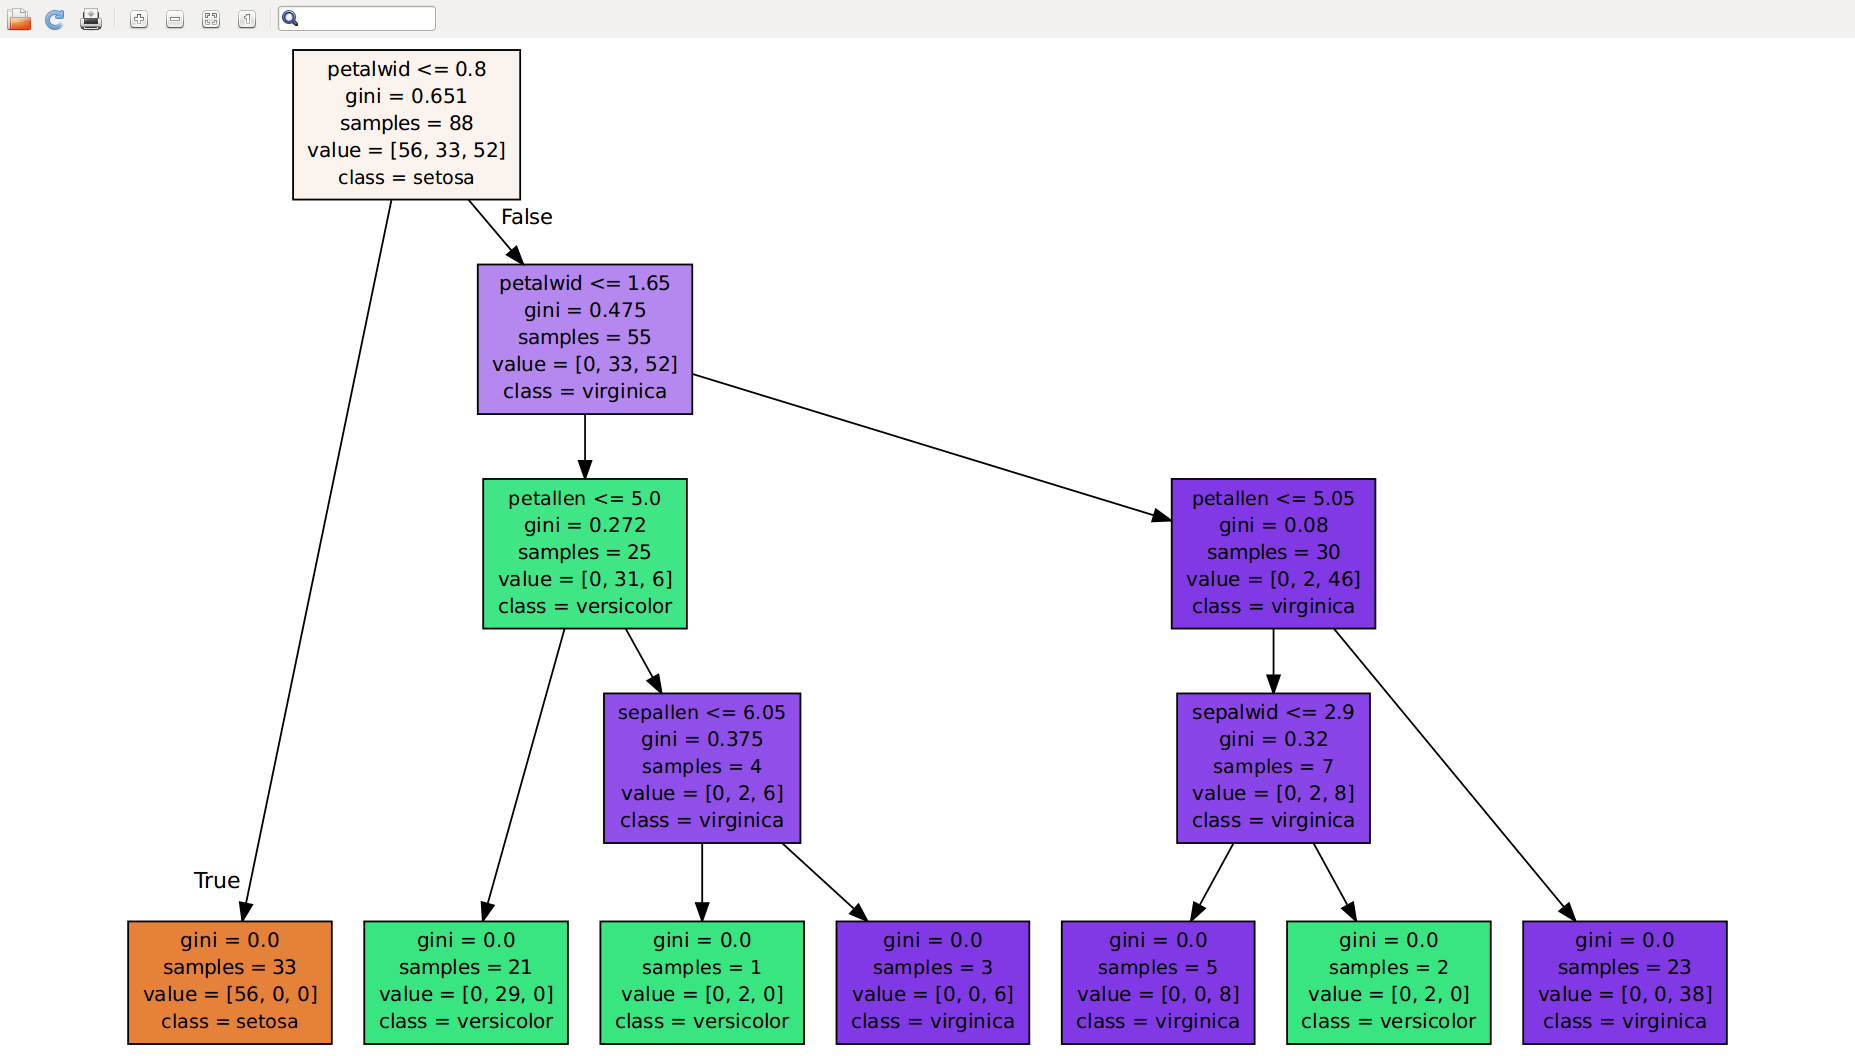 petalwid <= 0.8
gini = 0.651
samples = 88
value = [56, 33, 52]
class = setosa
False
petalwid <= 1.65
gini = 0.475
samples = 55
value = [0, 33, 52]
class = virginica
petallen <= 5.0
gini = 0.272
samples = 25
value = [0, 31, 6]
class = versicolor
petallen <= 5.05
gini = 0.08
samples = 30
value = [0, 2, 46]
class = virginica
sepallen <= 6.05
gini = 0.375
samples = 4
value = [0, 2, 6]
class = virginica
sepalwid <= 2.9
gini = 0.32
samples = 7
value = [0, 2, 8]
class = virginica
True
gini = 0.0
samples = 33
value = [56, 0, 0]
class = setosa
gini = 0.0
samples = 21
value = [0, 29, 0]
class = versicolor
gini = 0.0
samples = 1
value = [0, 2, 0]
class = versicolor
gini = 0.0
samples = 3
value = [0, 0, 6]
class = virginica
gini = 0.0
samples = 5
value = [0, 0, 8]
class = virginica
gini = 0.0
samples = 2
value = [0, 2, 0]
class = versicolor
gini = 0.0
samples = 23
value = [0, 0, 38]
class = virginica